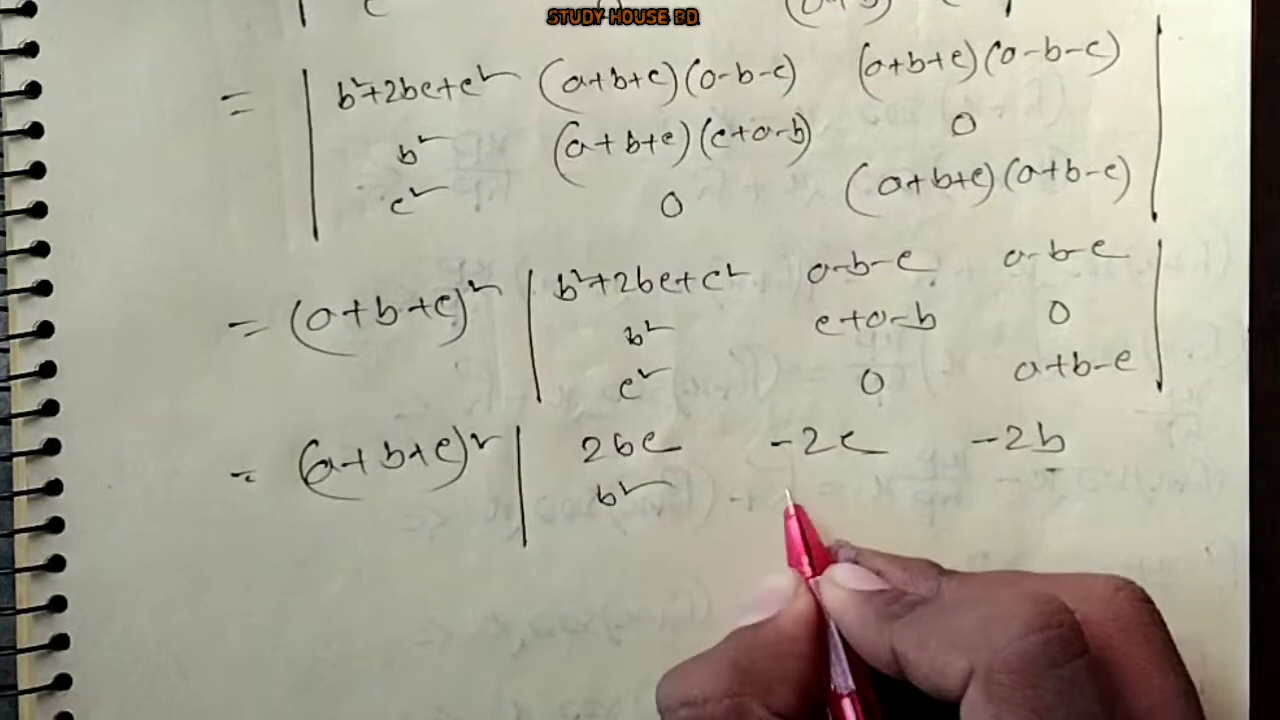 STUDY HOUSE BD
= | b²+2bc+c² (a+b+c)(a-b-c) (a+b+c)(a-b-c) |
b² (a+b+c)(c+a-b) 0
c² 0 (a+b+c)(a+b-c)
= (a+b+c)² | b²+2bc+c² a-b-c a-b-c |
b² c+a-b 0
c² 0 a+b-c
= (a+b+c)² | 2bc -2c -2b
b²